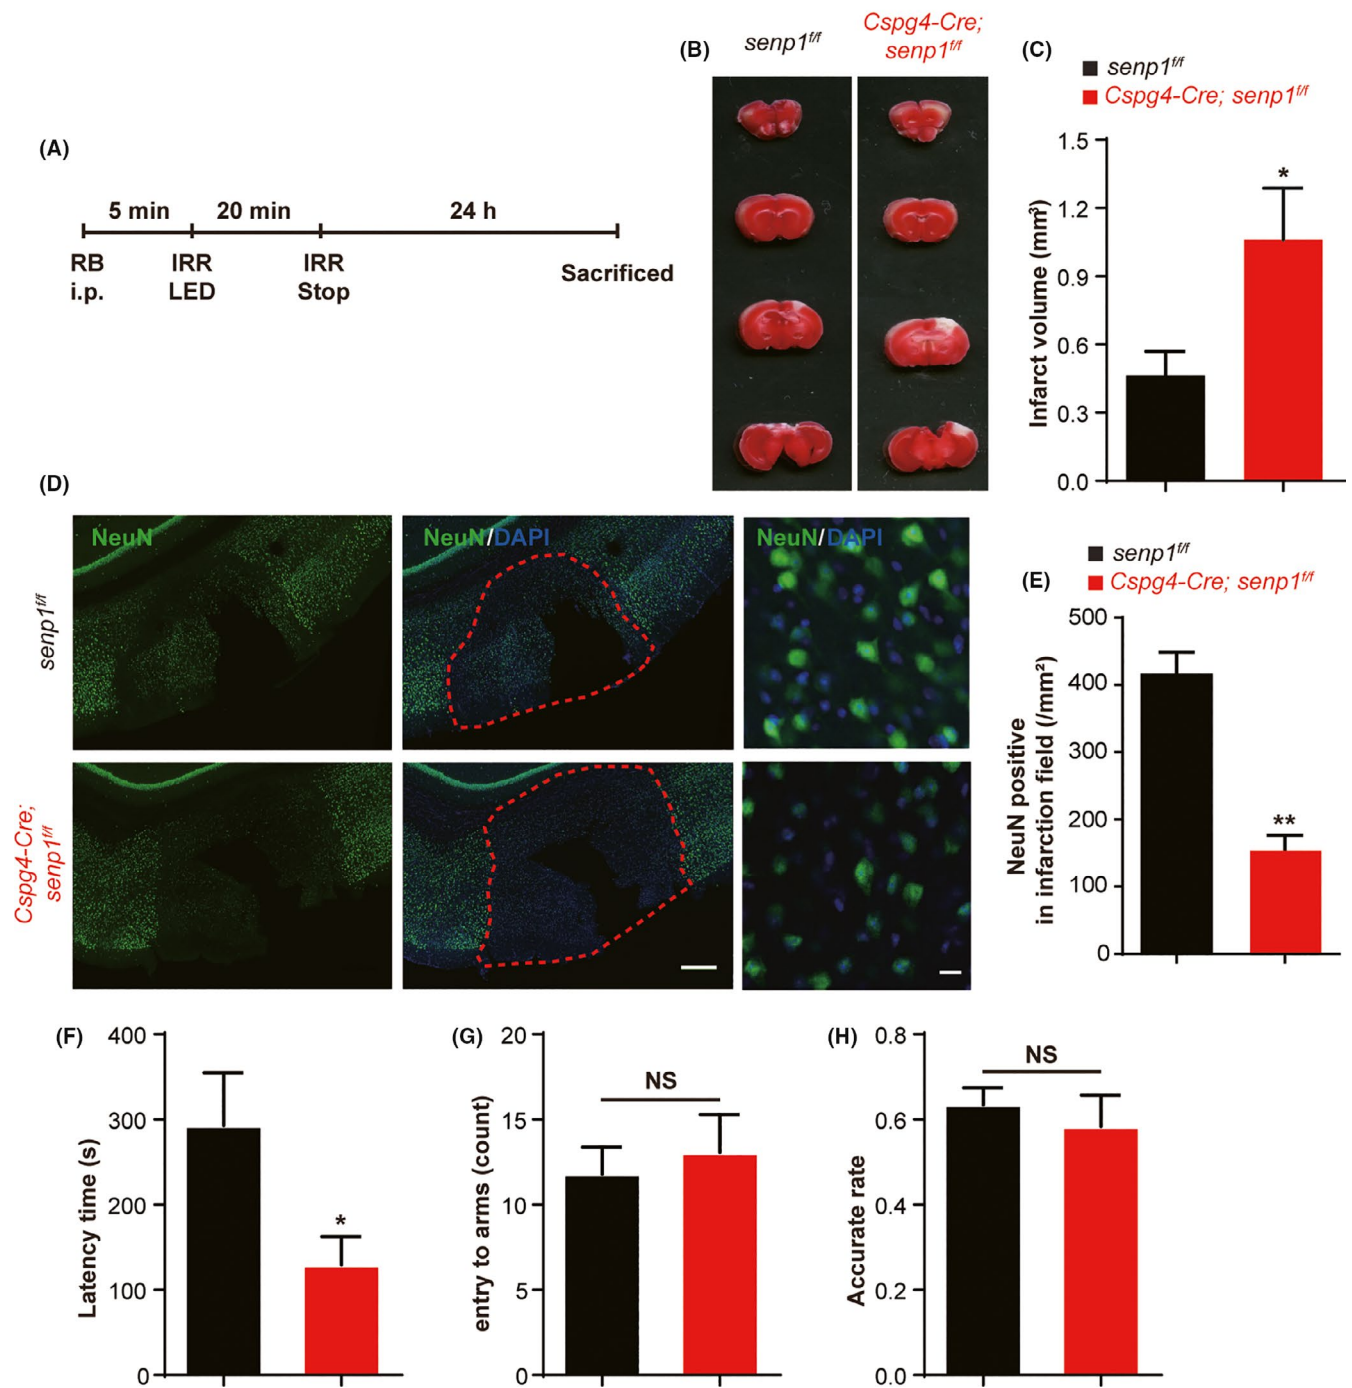 (A)
5 min 20 min 24 h
RB IRR IRR Sacrificed
i.p. LED Stop
(B)
senp1f/f
Cspg4-Cre;
senp1f/f
(C)
senp1f/f
Cspg4-Cre; senp1f/f
Infarct volume (mm³)
1.5
1.2
0.9
0.6
0.3
0.0
*
(D)
NeuN
NeuN/DAPI
NeuN/DAPI
senp1f/f
Cspg4-Cre;
senp1f/f
(E)
senp1f/f
Cspg4-Cre; senp1f/f
NeuN positive
in infarction field (/mm²)
500
400
300
200
100
0
**
(F)
Latency time (s)
400
300
200
100
0
*
(G)
entry to arms (count)
20
15
10
5
0
NS
(H)
Accurate rate
0.8
0.6
0.4
0.2
0.0
NS